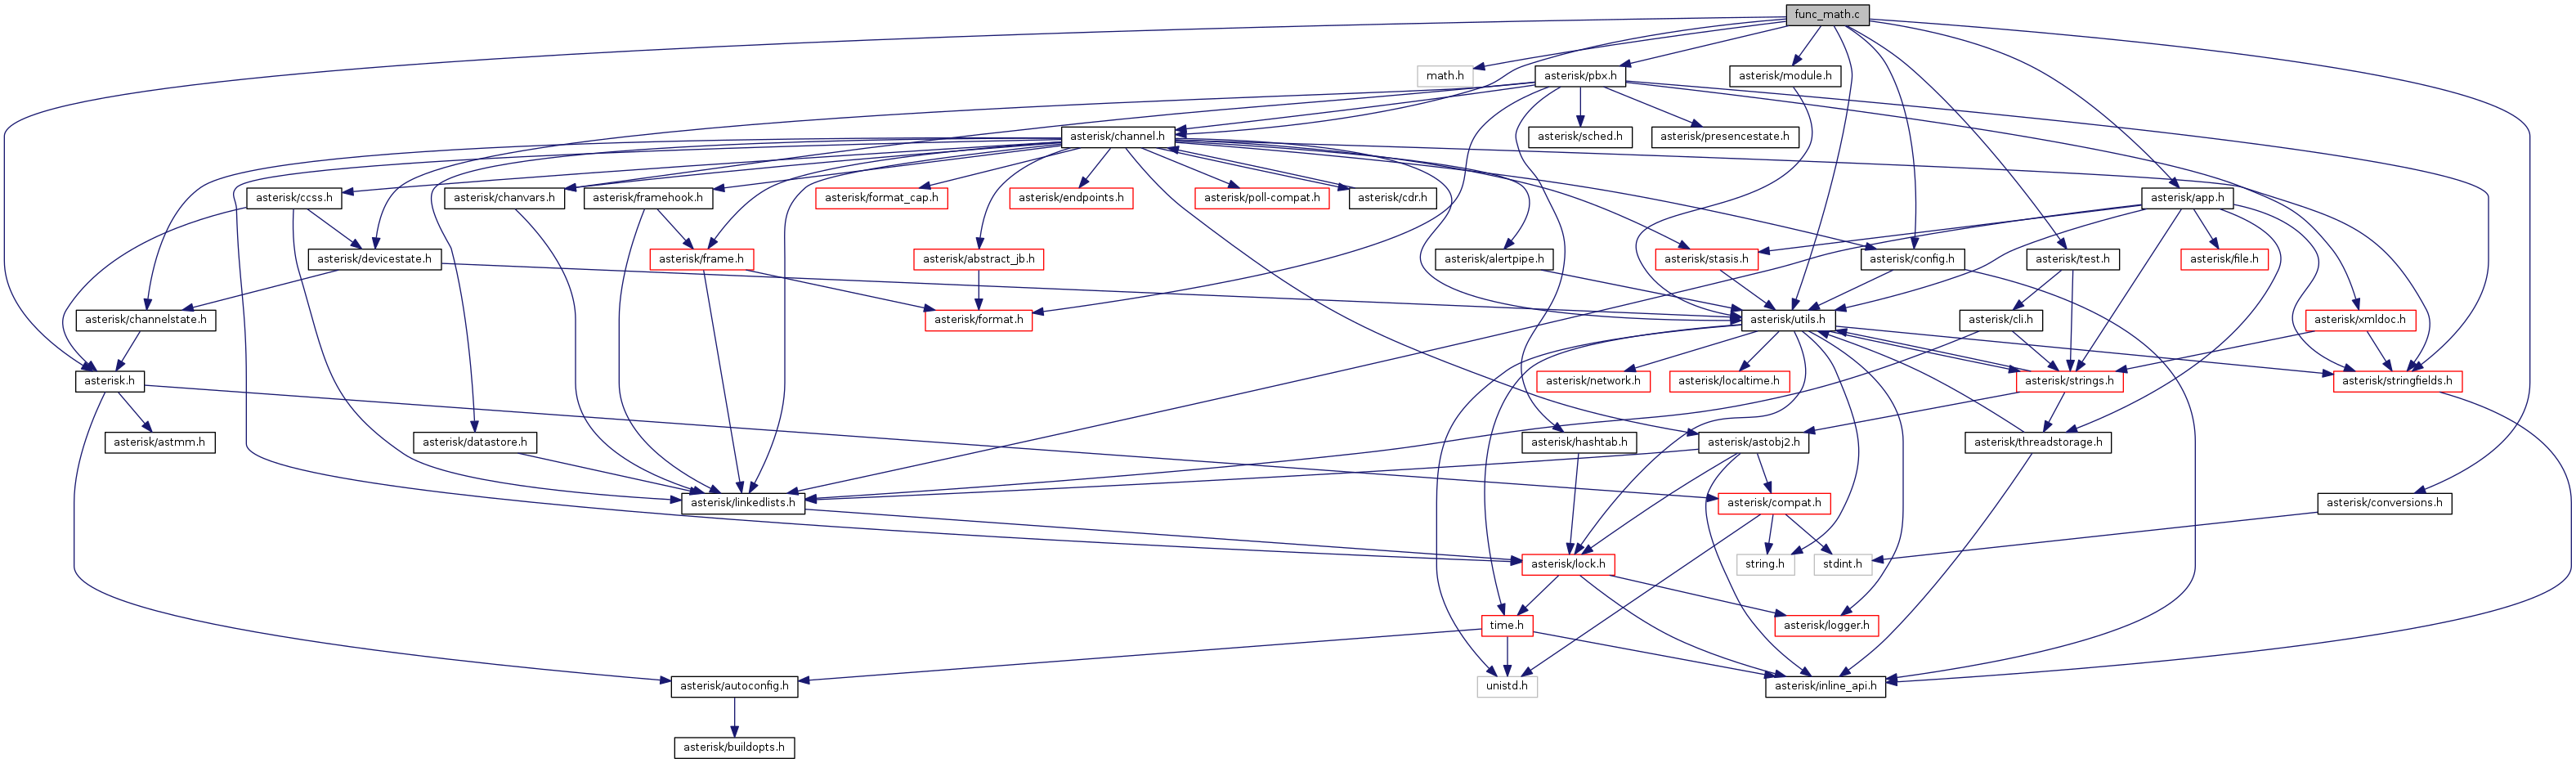 func_math.c
math.h
asterisk/pbx.h
asterisk/module.h
asterisk/channel.h
asterisk/sched.h
asterisk/presencestate.h
asterisk/ccss.h
asterisk/chanvars.h
asterisk/framehook.h
asterisk/format_cap.h
asterisk/endpoints.h
asterisk/poll-compat.h
asterisk/cdr.h
asterisk/app.h
asterisk/devicestate.h
asterisk/frame.h
asterisk/abstract_jb.h
asterisk/alertpipe.h
asterisk/stasis.h
asterisk/config.h
asterisk/test.h
asterisk/file.h
asterisk/channelstate.h
asterisk/format.h
asterisk/utils.h
asterisk/cli.h
asterisk/xmldoc.h
asterisk.h
asterisk/network.h
asterisk/localtime.h
asterisk/strings.h
asterisk/stringfields.h
asterisk/astmm.h
asterisk/datastore.h
asterisk/hashtab.h
asterisk/astobj2.h
asterisk/threadstorage.h
asterisk/linkedlists.h
asterisk/compat.h
asterisk/conversions.h
asterisk/lock.h
string.h
stdint.h
time.h
asterisk/logger.h
asterisk/autoconfig.h
unistd.h
asterisk/inline_api.h
asterisk/buildopts.h